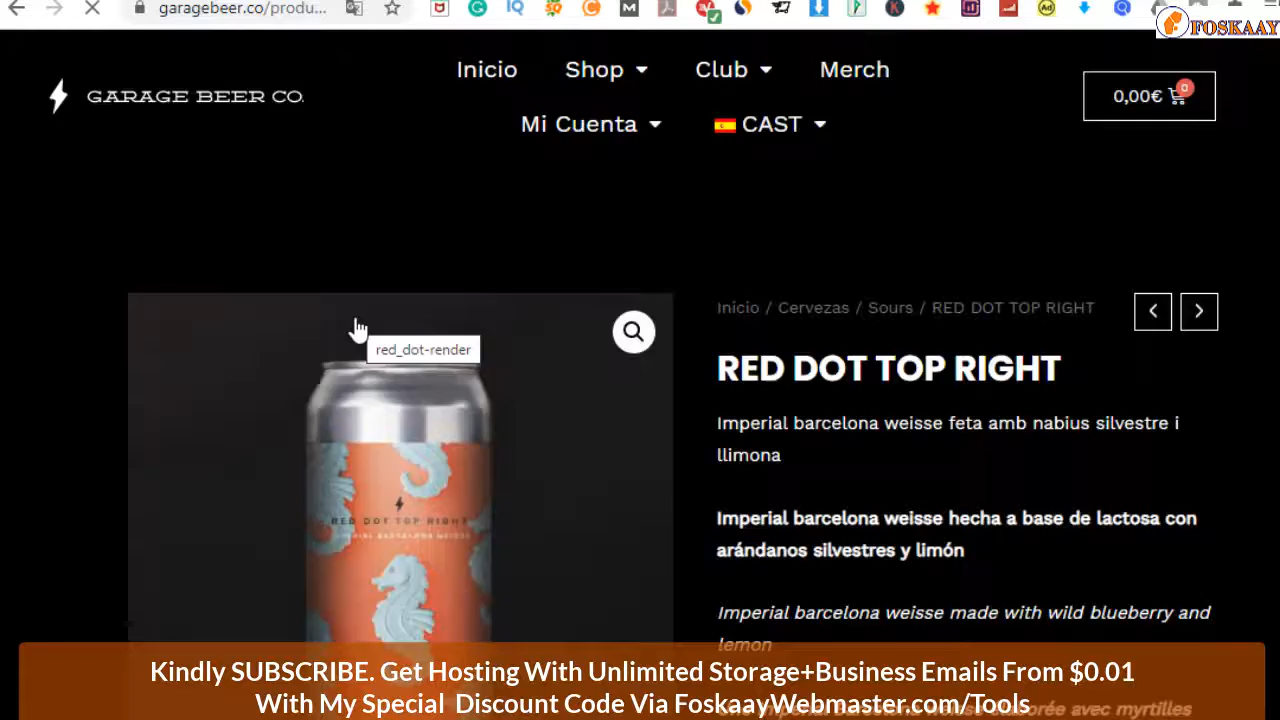 garagebeer.co/produ...
FOSKAAY
Inicio Shop Club Merch
GARAGE BEER CO.
0,00€ 0
Mi Cuenta CAST
Inicio / Cervezas / Sours / RED DOT TOP RIGHT
red_dot-render
RED DOT TOP RIGHT
Imperial barcelona weisse feta amb nabius silvestre i
llimona
RED DOT TOP RIGHT
IMPERIAL BARCELONA WEISSE
Imperial barcelona weisse hecha a base de lactosa con
arándanos silvestres y limón
Imperial barcelona weisse made with wild blueberry and
lemon
Kindly SUBSCRIBE. Get Hosting With Unlimited Storage+Business Emails From $0.01
With My Special Discount Code Via FoskaayWebmaster.com/Tools